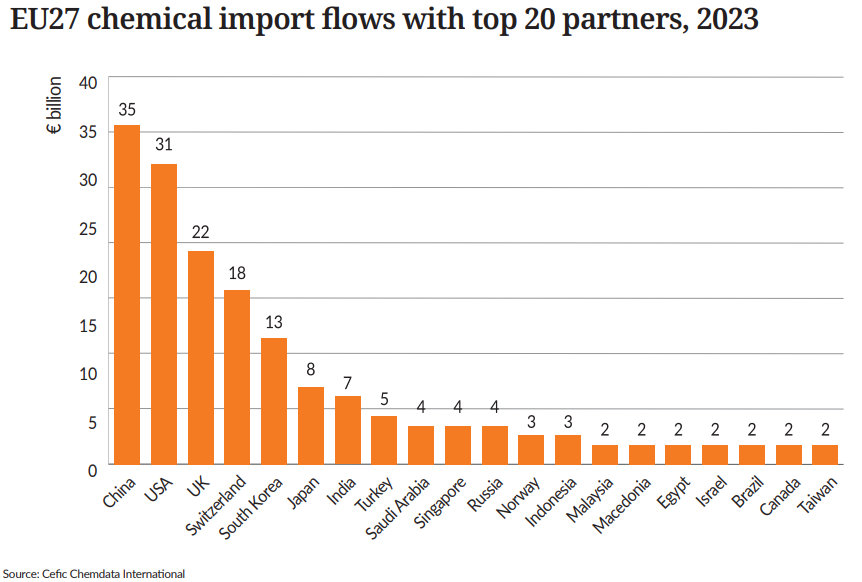 EU27 chemical import flows with top 20 partners, 2023
€ billion
40
35
30
25
20
15
10
5
0
35
31
22
18
13
8
7
5
4
4
4
3
3
2
2
2
2
2
2
2
China
USA
UK
Switzerland
South Korea
Japan
India
Turkey
Saudi Arabia
Singapore
Russia
Norway
Indonesia
Malaysia
Macedonia
Egypt
Israel
Brazil
Canada
Taiwan
Source: Cefic Chemdata International